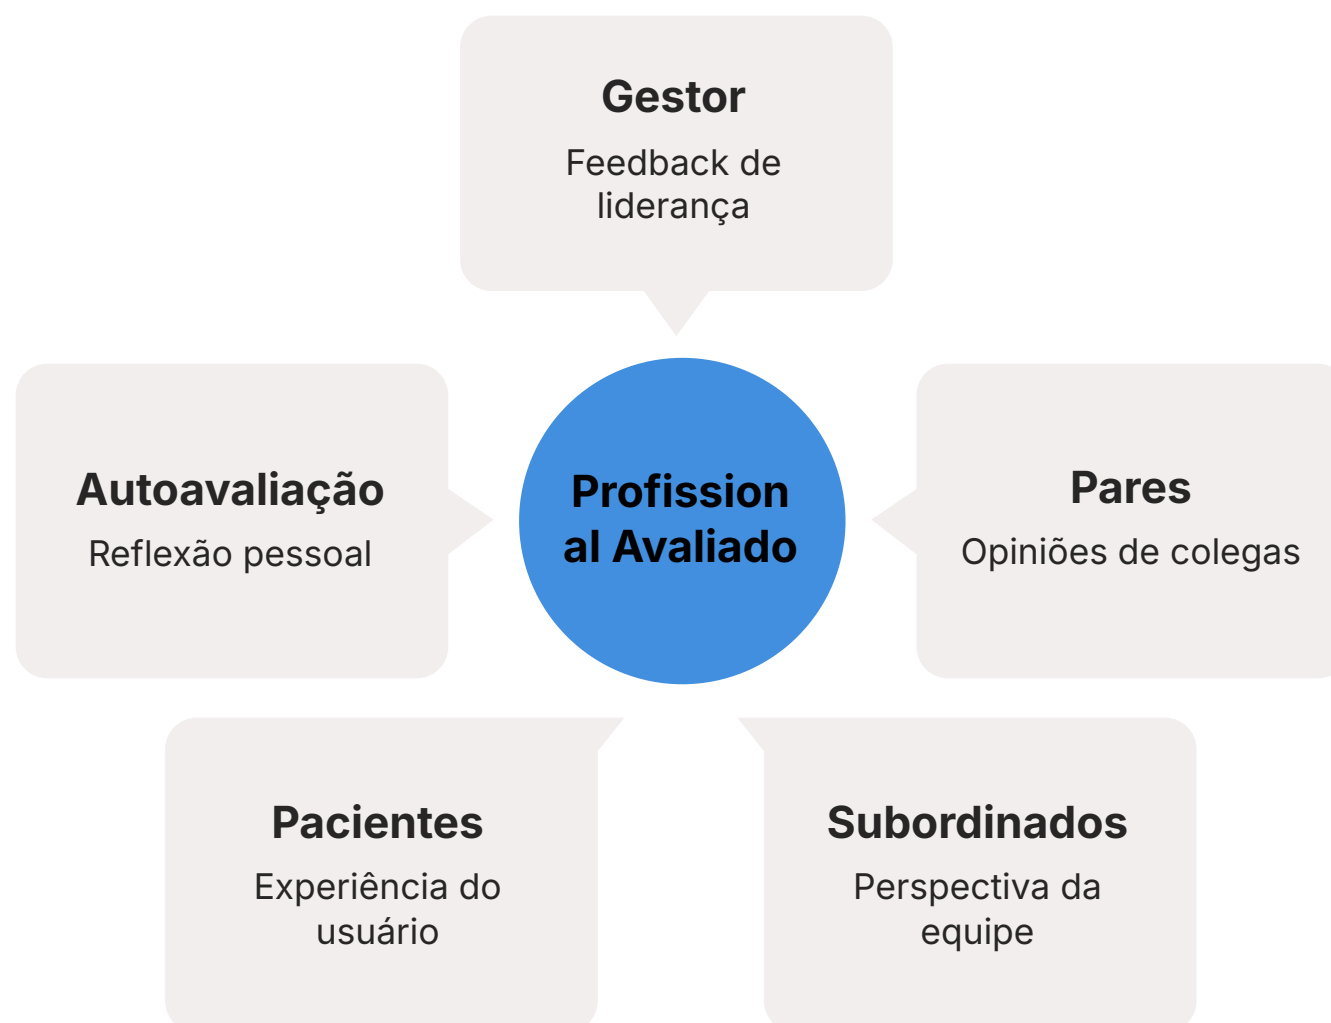 Gestor
Feedback de
liderança
Autoavaliação
Reflexão pessoal
Profission
al Avaliado
Pares
Opiniões de colegas
Pacientes
Experiência do
usuário
Subordinados
Perspectiva da
equipe